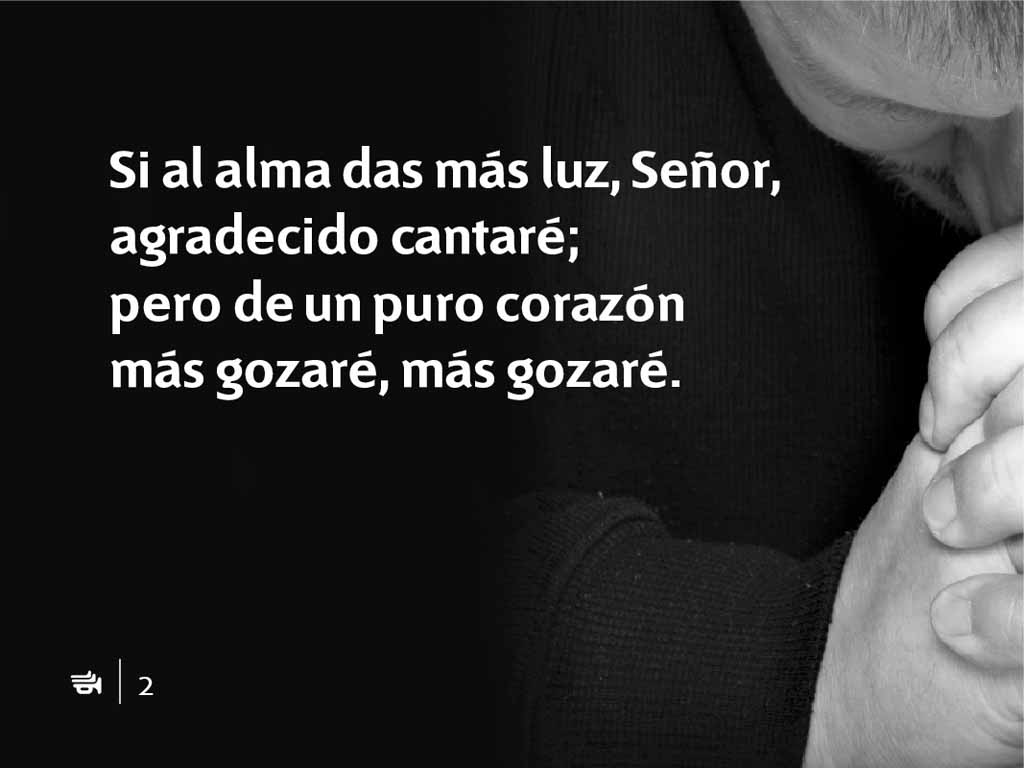 Si al alma das más luz, Señor,
agradecido cantaré;
pero de un puro corazón
más gozaré, más gozaré.
2